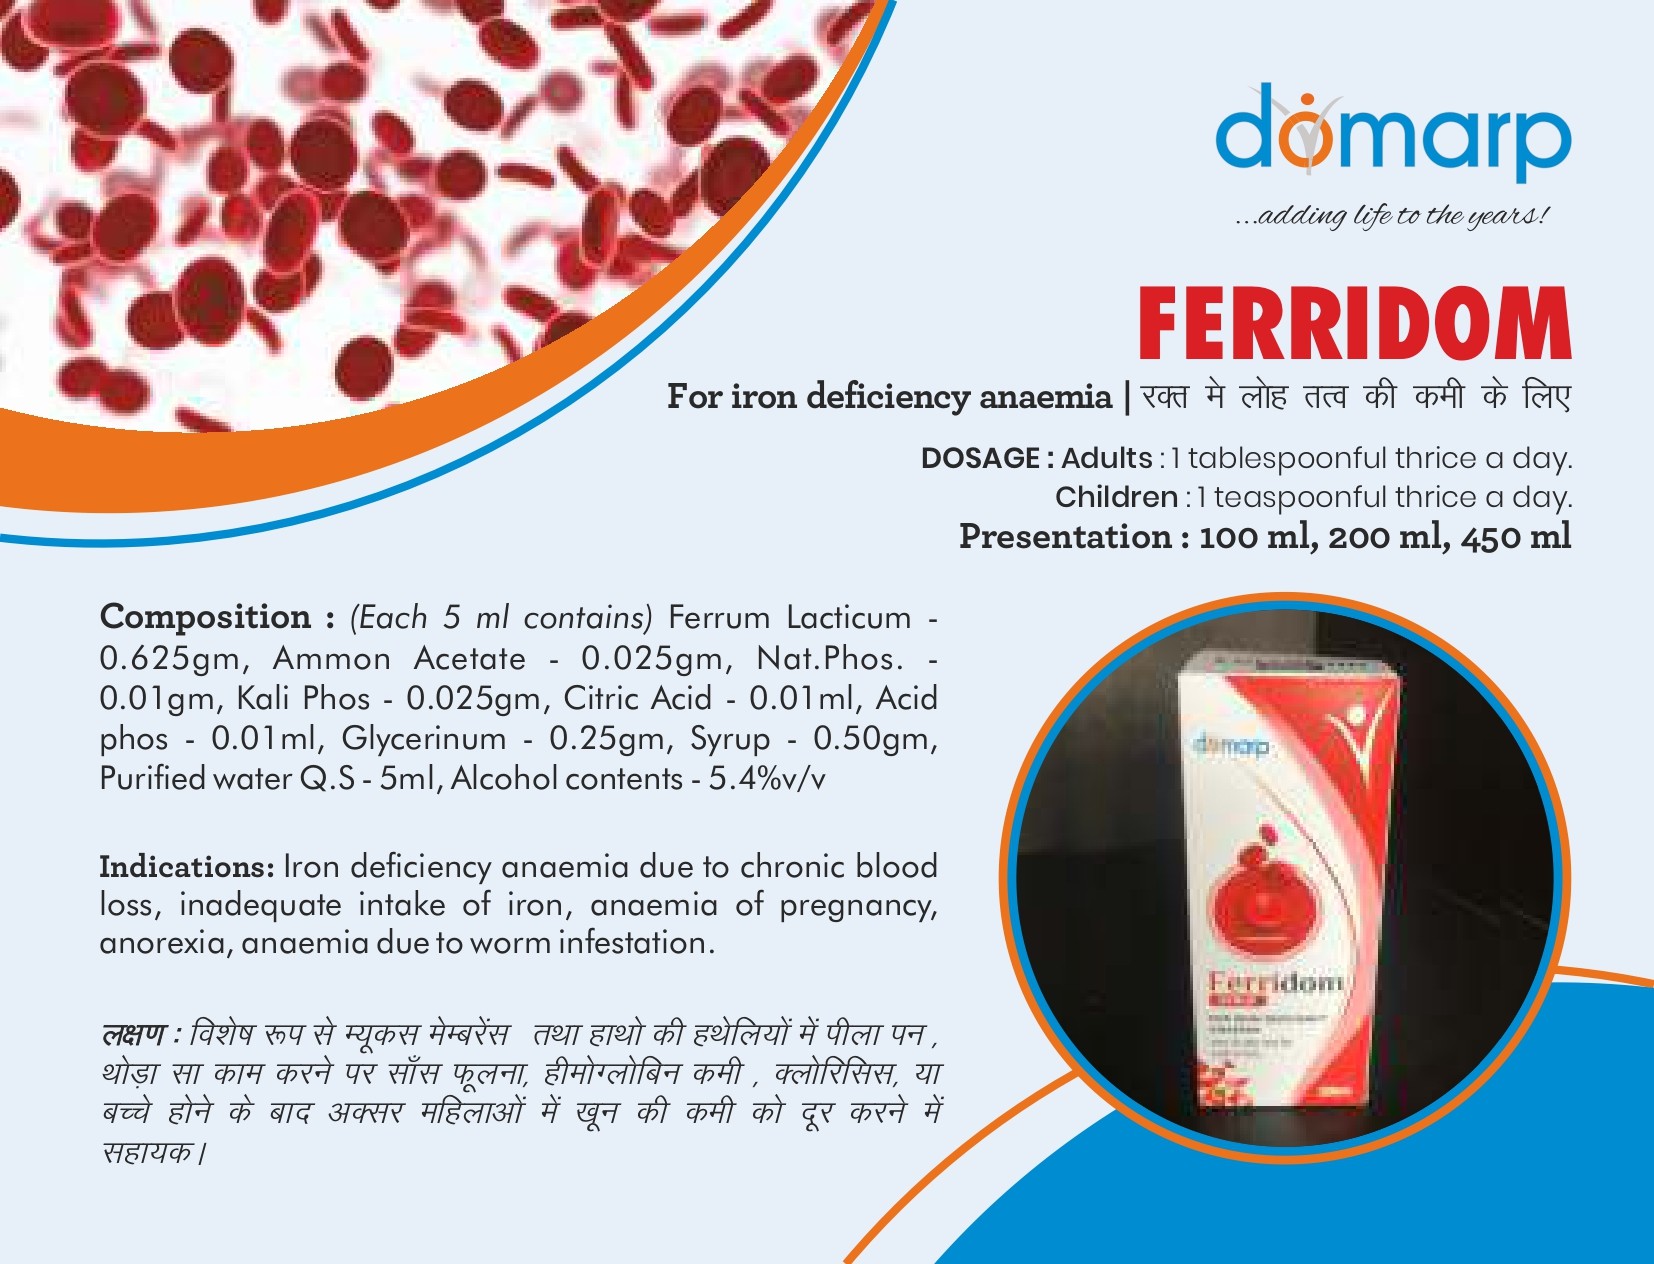 domarp
...adding life to the years!
FERRIDOM
For iron deficiency anaemia | रक्त मे लोह तत्व की कमी के लिए
DOSAGE : Adults : 1 tablespoonful thrice a day.
Children : 1 teaspoonful thrice a day.
Presentation : 100 ml, 200 ml, 450 ml
Composition : (Each 5 ml contains) Ferrum Lacticum -
0.625gm, Ammon Acetate - 0.025gm, Nat.Phos. -
0.01gm, Kali Phos - 0.025gm, Citric Acid - 0.01ml, Acid
phos - 0.01ml, Glycerinum - 0.25gm, Syrup - 0.50gm,
Purified water Q.S - 5ml, Alcohol contents - 5.4%v/v
Indications: Iron deficiency anaemia due to chronic blood
loss, inadequate intake of iron, anaemia of pregnancy,
anorexia, anaemia due to worm infestation.
लक्षण : विशेष रूप से म्यूकस मेम्बरेंस तथा हाथो की हथेलियों में पीला पन ,
थोड़ा सा काम करने पर साँस फूलना, हीमोग्लोबिन कमी , क्लोरिसिस, या
बच्चे होने के बाद अक्सर महिलाओं में खून की कमी को दूर करने में
सहायक।
domarp
Ferridom